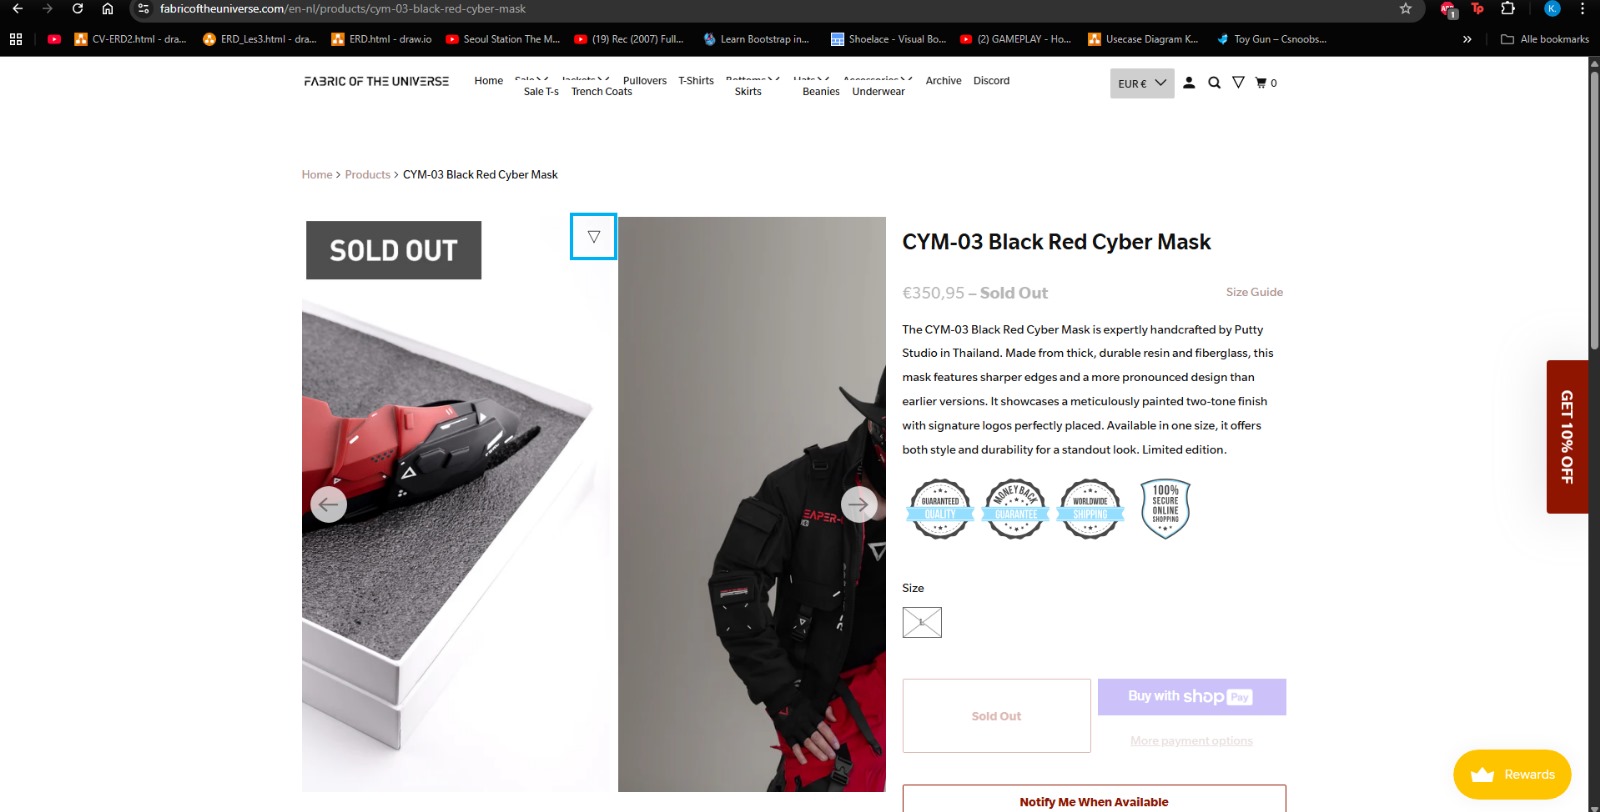 fabricoftheuniverse.com/en-nl/products/cym-03-black-red-cyber-mask
1
K.
CV-ERD2.html - dra...
ERD_Les3.html - dra...
ERD.html - draw.io
Seoul Station The M...
(19) Rec (2007) Full...
Learn Bootstrap in...
Shoelace - Visual Bo...
(2) GAMEPLAY - Ho...
Usecase Diagram K...
Toy Gun – Csnoobs...
»
Alle bookmarks
FABRIC OF THE UNIVERSE
Home
Sale
Jackets
Pullovers
T-Shirts
Bottoms
Hats
Accessories
Archive
Discord
Sale T-s
Trench Coats
Skirts
Beanies
Underwear
EUR €
0
Home > Products > CYM-03 Black Red Cyber Mask
SOLD OUT
CYM-03 Black Red Cyber Mask
€350,95 – Sold Out
Size Guide
The CYM-03 Black Red Cyber Mask is expertly handcrafted by Putty
Studio in Thailand. Made from thick, durable resin and fiberglass, this
mask features sharper edges and a more pronounced design than
earlier versions. It showcases a meticulously painted two-tone finish
with signature logos perfectly placed. Available in one size, it offers
both style and durability for a standout look. Limited edition.
GUARANTEED
QUALITY
MONEY BACK
GUARANTEE
WORLDWIDE
SHIPPING
100%
SECURE
ONLINE
SHOPPING
Size
L
Sold Out
Buy with shop Pay
More payment options
Notify Me When Available
GET 10% OFF
Rewards